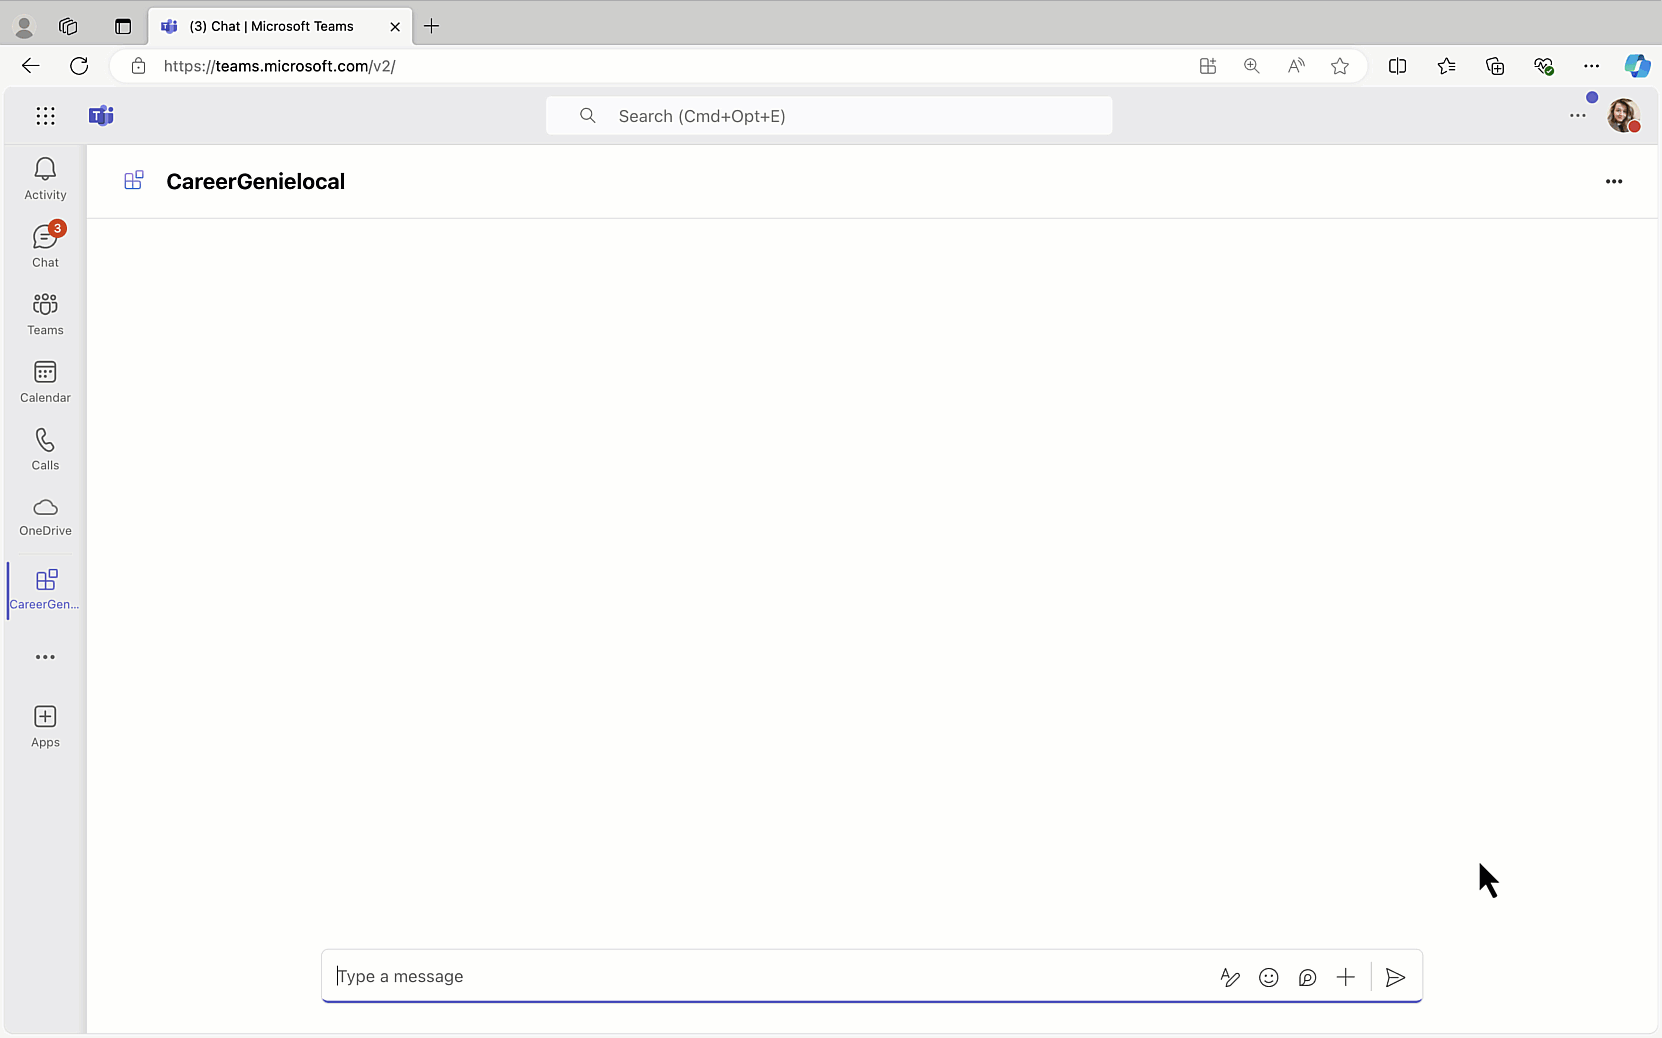 (3) Chat | Microsoft Teams
https://teams.microsoft.com/v2/
Search (Cmd+Opt+E)
CareerGenielocal
Activity
3
Chat
Teams
Calendar
Calls
OneDrive
CareerGen...
Apps
Type a message